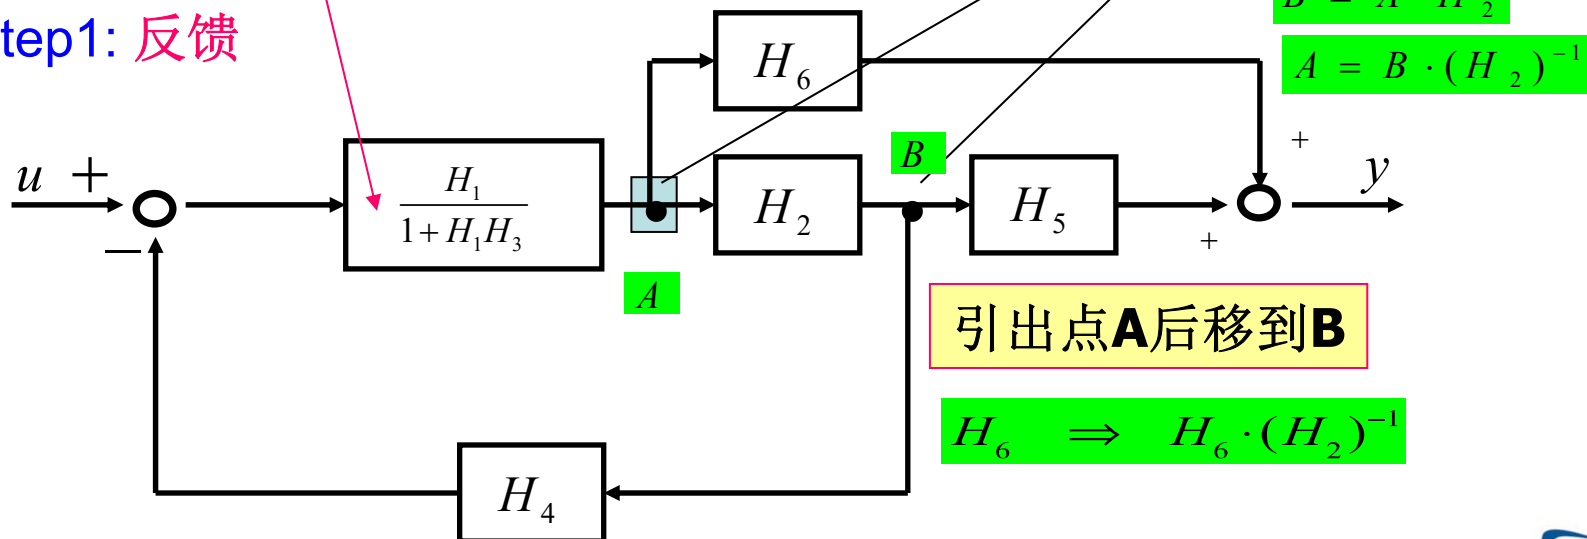 tep1: 反馈
A = B · (H₂)⁻¹
H₆
u +
H₁
1 + H₁H₃
B
H₂
H₅
+
y
—
+
A
引出点A后移到B
H₆ ⟹ H₆ · (H₂)⁻¹
H₄